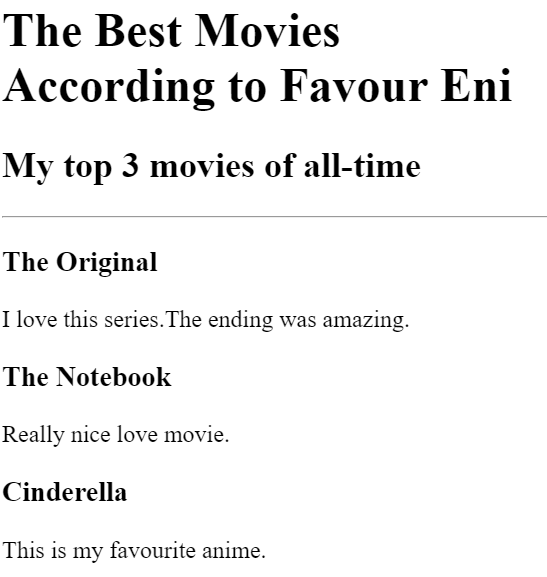 The Best Movies
According to Favour Eni
My top 3 movies of all-time
The Original
I love this series.The ending was amazing.
The Notebook
Really nice love movie.
Cinderella
This is my favourite anime.